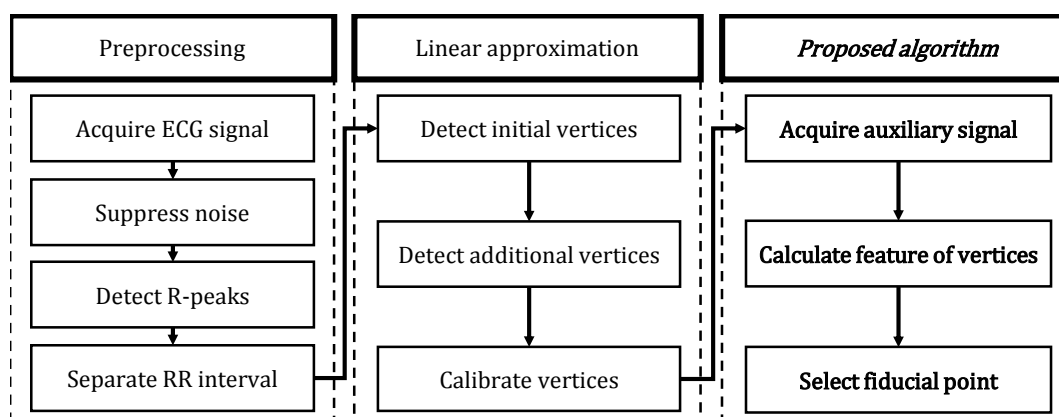 Preprocessing
Acquire ECG signal
Suppress noise
Detect R-peaks
Separate RR interval
Linear approximation
Detect initial vertices
Detect additional vertices
Calibrate vertices
Proposed algorithm
Acquire auxiliary signal
Calculate feature of vertices
Select fiducial point